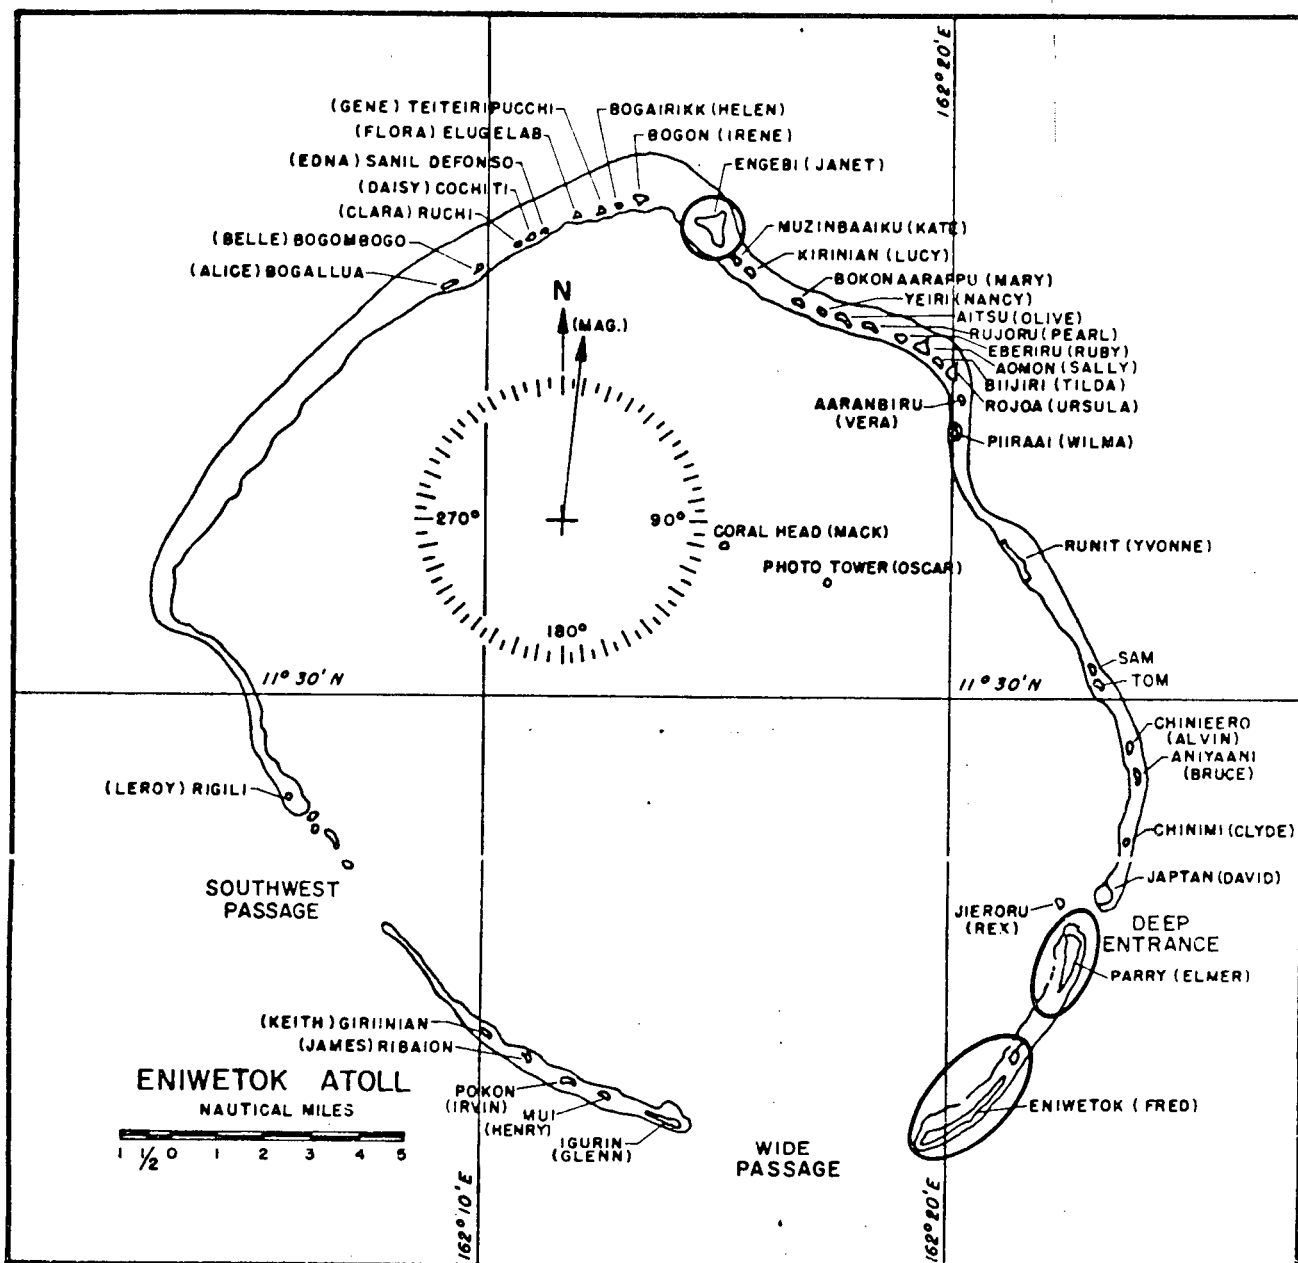 162° 20' E
(GENE) TEITEIRIPUCCHI
BOGAIRIKK (HELEN)
(FLORA) ELUGELAB
BOGON (IRENE)
(EDNA) SANIL DEFONSO
ENGEBI (JANET)
(DAISY) COCHITI
(CLARA) RUCHI
MUZINBAAIKU (KATE)
(BELLE) BOGOMBOGO
KIRINIAN (LUCY)
(ALICE) BOGALLUA
BOKONAARAPPU (MARY)
YEIRI (NANCY)
N
(MAG.)
AITSU (OLIVE)
RUJORU (PEARL)
EBERIRU (RUBY)
AOMON (SALLY)
BIIJIRI (TILDA)
ROJOA (URSULA)
AARANBIRU
(VERA)
PIIRAAI (WILMA)
270°
90°
180°
CORAL HEAD (MACK)
PHOTO TOWER (OSCAR)
RUNIT (YVONNE)
SAM
TOM
11° 30' N
11° 30' N
CHINIEERO
(ALVIN)
ANIYAANI
(BRUCE)
(LEROY) RIGILI
CHINIMI (CLYDE)
JAPTAN (DAVID)
SOUTHWEST
PASSAGE
JIERORU
(REX)
DEEP
ENTRANCE
PARRY (ELMER)
(KEITH) GIRIINIAN
(JAMES) RIBAION
POKON
(IRVIN)
MUI
(HENRY)
IGURIN
(GLENN)
ENIWETOK (FRED)
WIDE
PASSAGE
ENIWETOK ATOLL
NAUTICAL MILES
1 1/2 0 1 2 3 4 5
162° 10' E
162° 20' E